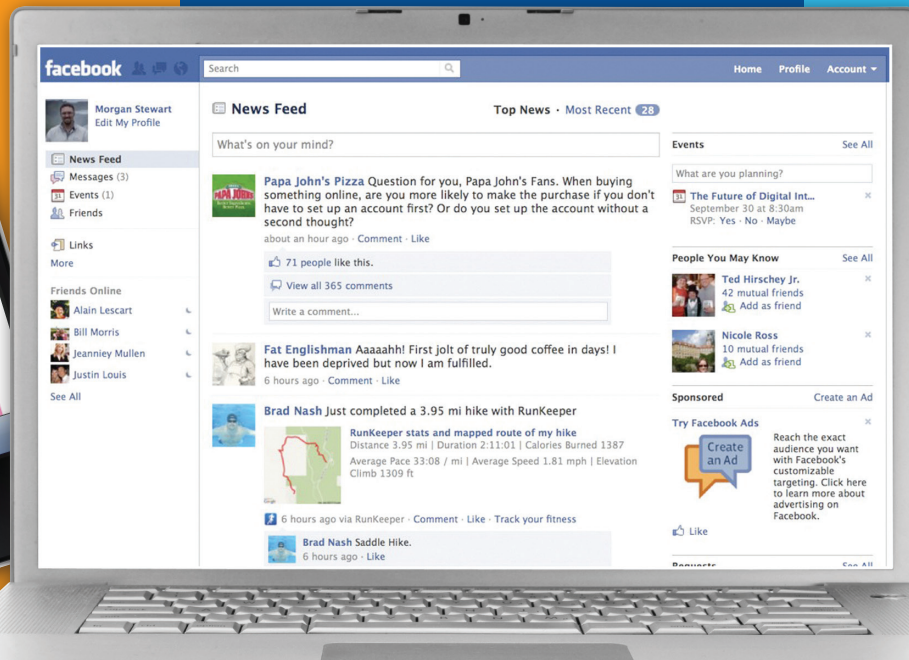 facebook
Search
Home Profile Account
Morgan Stewart
Edit My Profile
News Feed
Messages (3)
31 Events (1)
Friends
Links
More
Friends Online
Alain Lescart
Bill Morris
Jeanniey Mullen
Justin Louis
See All
News Feed
Top News · Most Recent 28
What's on your mind?
PAPA JOHN'S
Papa John's Pizza Question for you, Papa John's Fans. When buying
something online, are you more likely to make the purchase if you don't
have to set up an account first? Or do you set up the account without a
second thought?
about an hour ago · Comment · Like
71 people like this.
View all 365 comments
Write a comment...
Fat Englishman Aaaaahh! First jolt of truly good coffee in days! I
have been deprived but now I am fulfilled.
6 hours ago · Comment · Like
Brad Nash Just completed a 3.95 mi hike with RunKeeper
RunKeeper stats and mapped route of my hike
Distance 3.95 mi | Duration 2:11:01 | Calories Burned 1387
Average Pace 33:08 / mi | Average Speed 1.81 mph | Elevation
Climb 1309 ft
6 hours ago via RunKeeper · Comment · Like · Track your fitness
Brad Nash Saddle Hike.
6 hours ago · Like
Events See All
What are you planning?
31 The Future of Digital Int...
September 30 at 8:30am
RSVP: Yes · No · Maybe
People You May Know See All
Ted Hirschey Jr.
42 mutual friends
Add as friend
Nicole Ross
10 mutual friends
Add as friend
Sponsored Create an Ad
Try Facebook Ads
Create
an Ad
Reach the exact
audience you want
with Facebook's
customizable
targeting. Click here
to learn more about
advertising on
Facebook.
Like
Requests See All